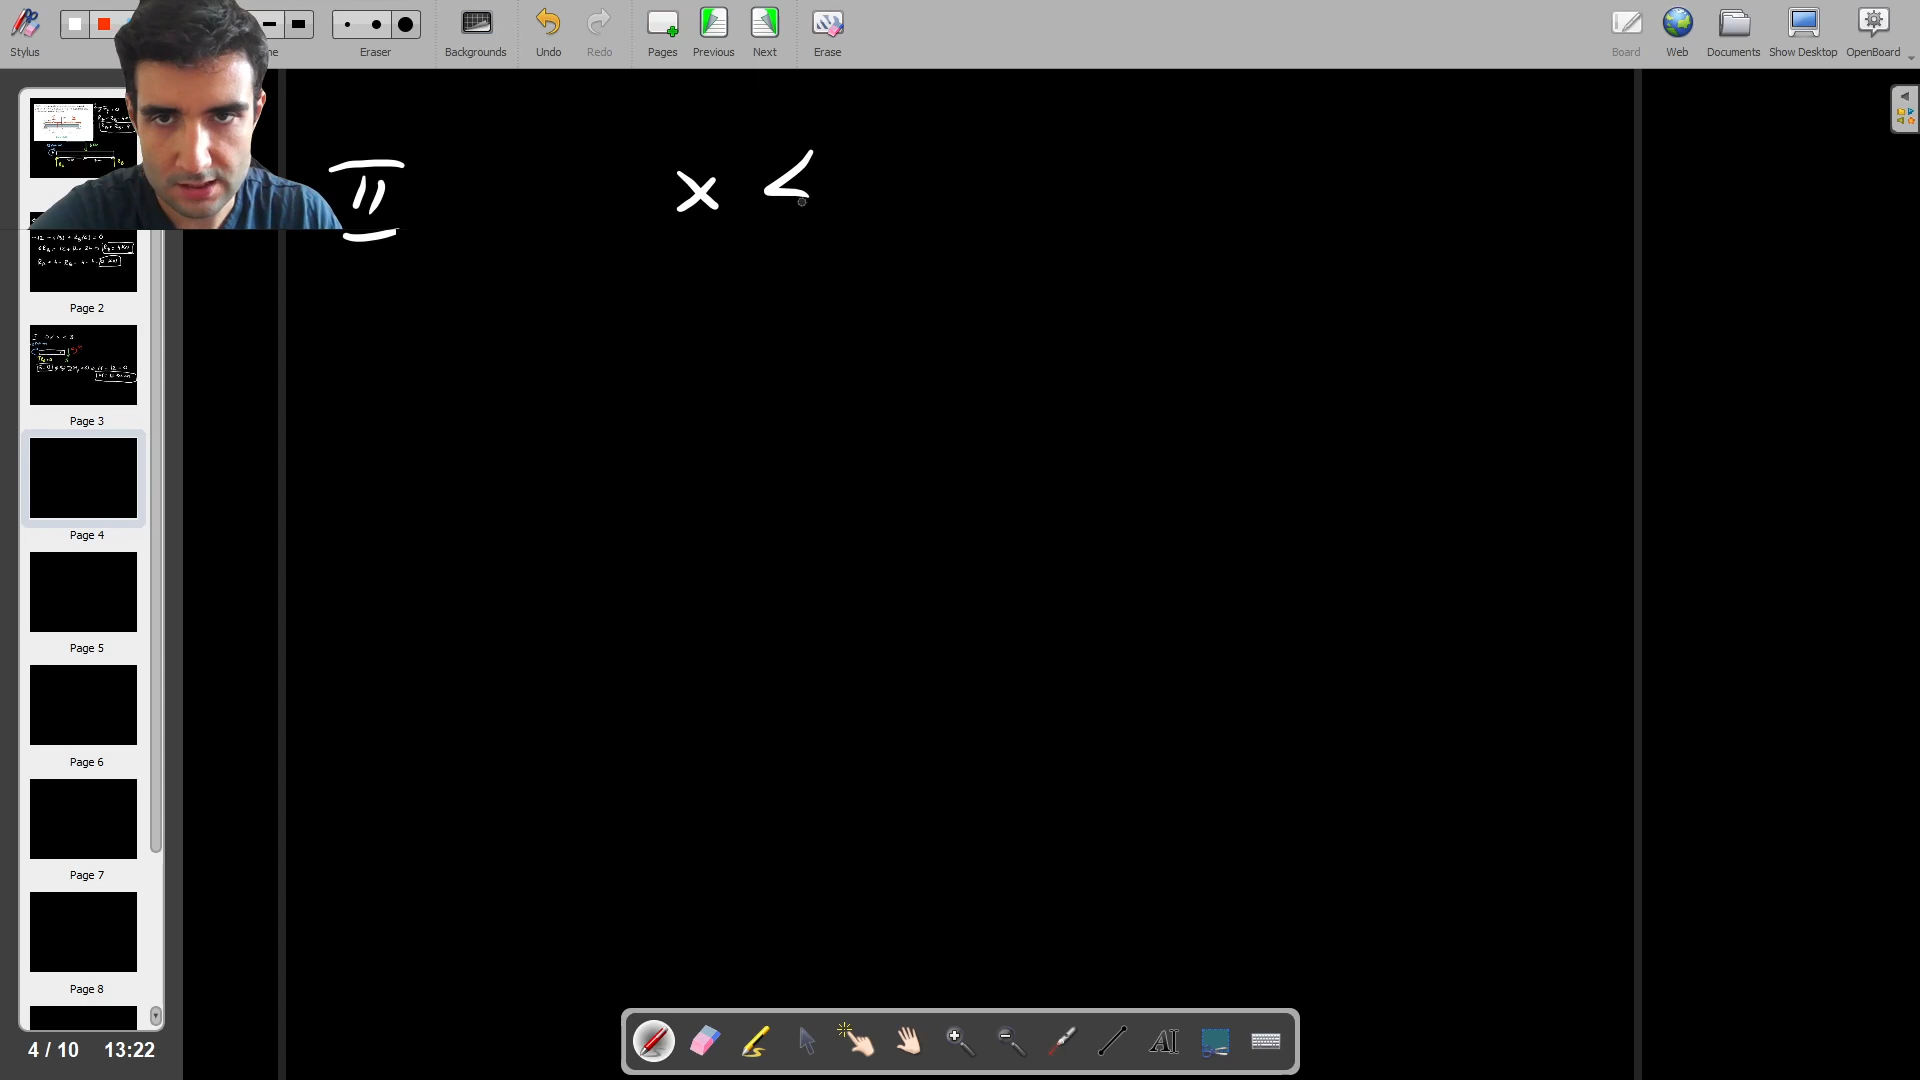 Stylus
Eraser
Backgrounds
Undo
Redo
Pages
Previous
Next
Erase
Board
Web
Documents
Show Desktop
OpenBoard
II x <
Page 2
Page 3
Page 4
Page 5
Page 6
Page 7
Page 8
4 / 10 13:22